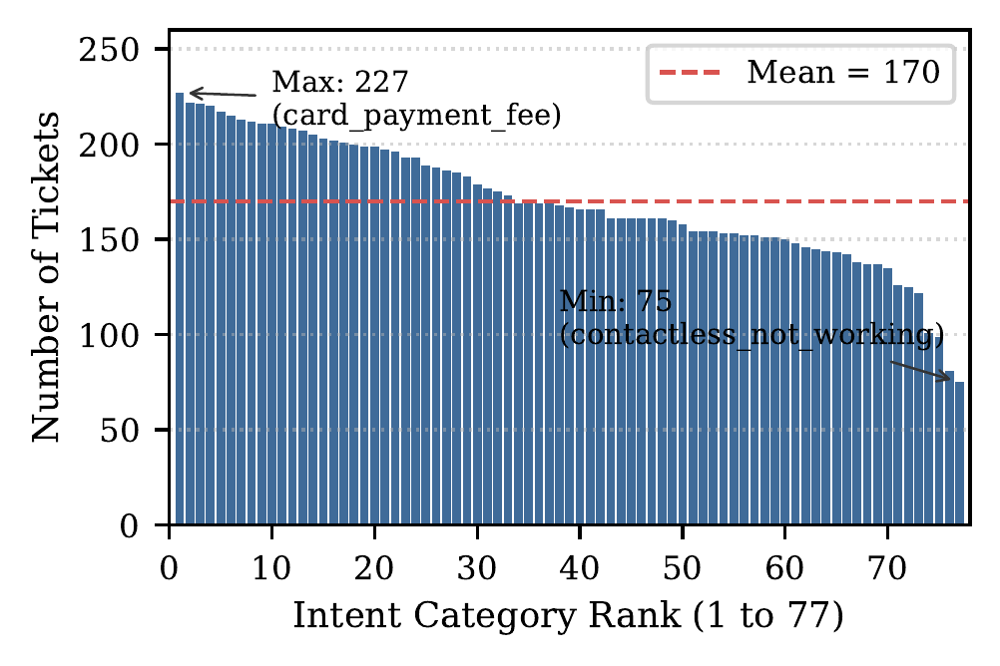 250
200
150
100
50
0
Number of Tickets
Max: 227
(card_payment_fee)
Mean = 170
Min: 75
(contactless_not_working)
0 10 20 30 40 50 60 70
Intent Category Rank (1 to 77)